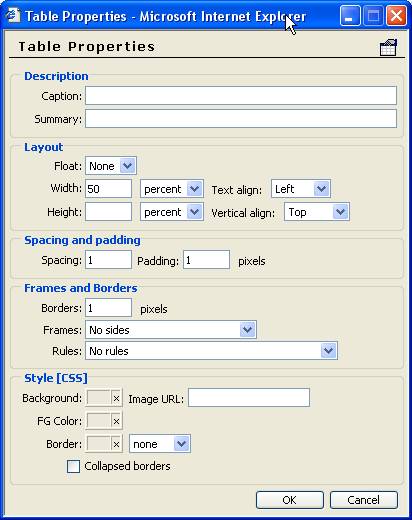 Table Properties - Microsoft Internet Explorer
Table Properties
Description
Caption:
Summary:
Layout
Float: None
Width: 50 percent Text align: Left
Height: percent Vertical align: Top
Spacing and padding
Spacing: 1 Padding: 1 pixels
Frames and Borders
Borders: 1 pixels
Frames: No sides
Rules: No rules
Style [CSS]
Background: x Image URL:
FG Color: x
Border: x none
Collapsed borders
OK Cancel